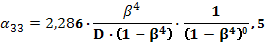 α₃₃ = 2,286 · β⁴ / (D · (1 − β⁴)) · 1 / (1 − β⁴)⁰ , 5